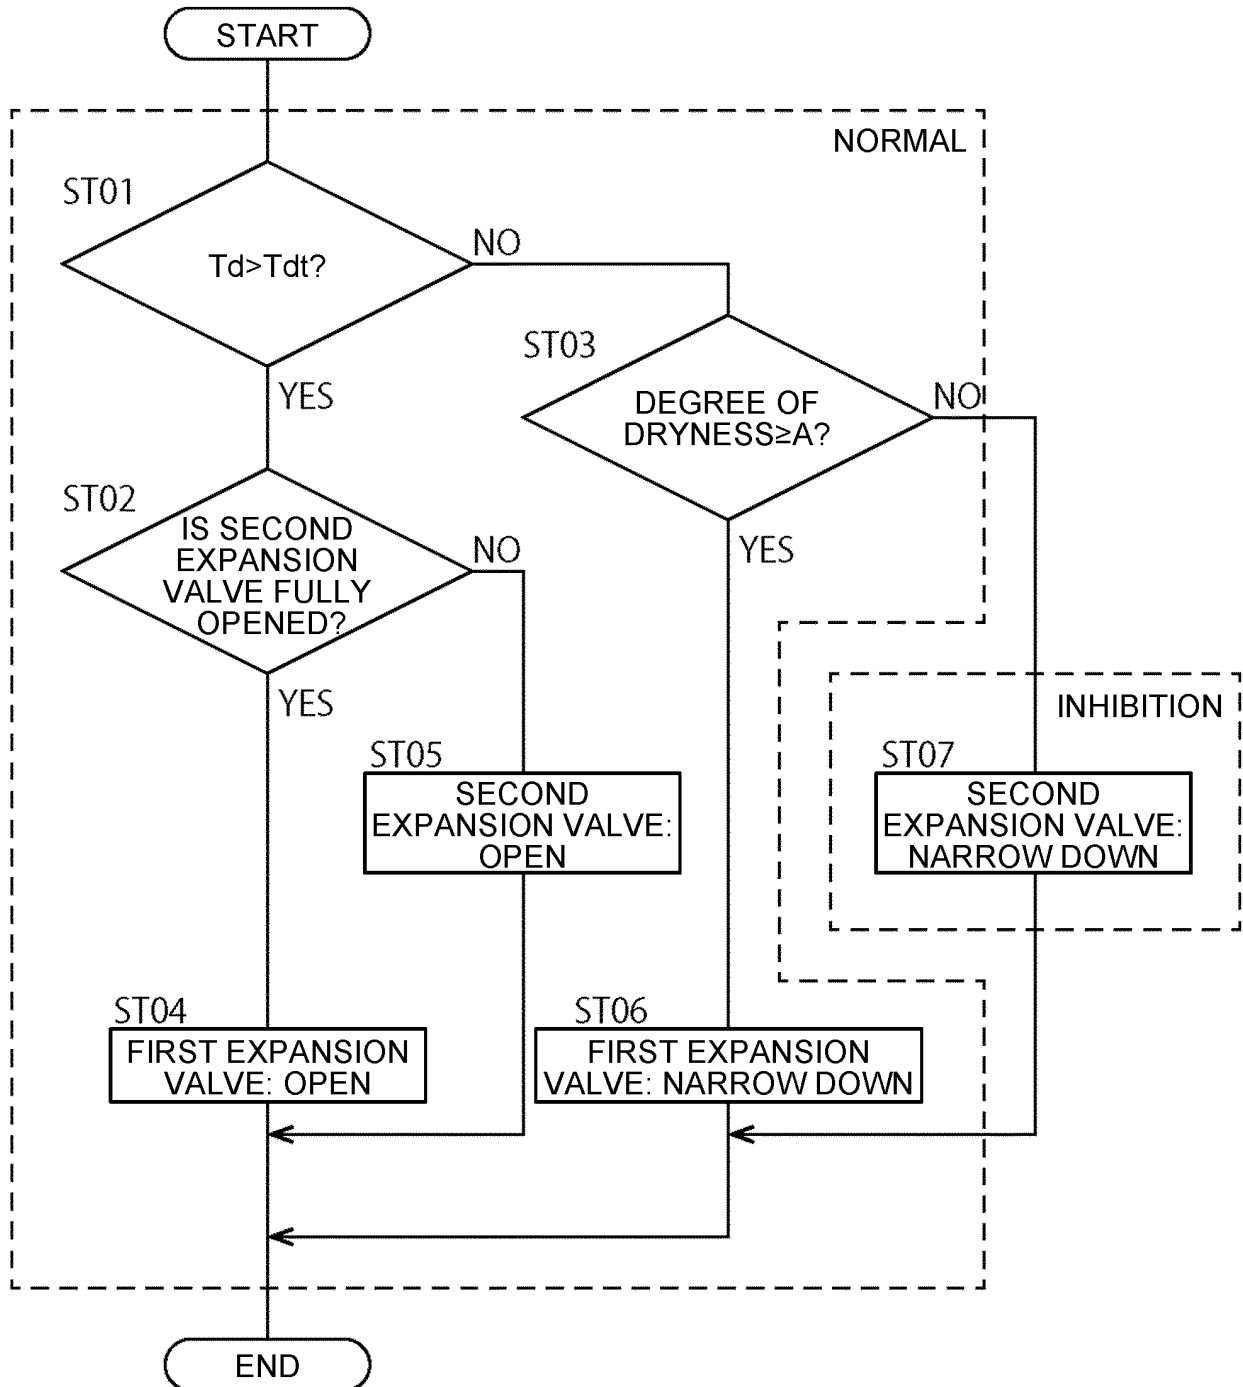 START
NORMAL
ST01
Td>Tdt?
NO
YES
ST03
DEGREE OF
DRYNESS≥A?
NO
YES
ST02
IS SECOND
EXPANSION
VALVE FULLY
OPENED?
NO
YES
INHIBITION
ST05
SECOND
EXPANSION VALVE:
OPEN
ST07
SECOND
EXPANSION VALVE:
NARROW DOWN
ST04
FIRST EXPANSION
VALVE: OPEN
ST06
FIRST EXPANSION
VALVE: NARROW DOWN
END